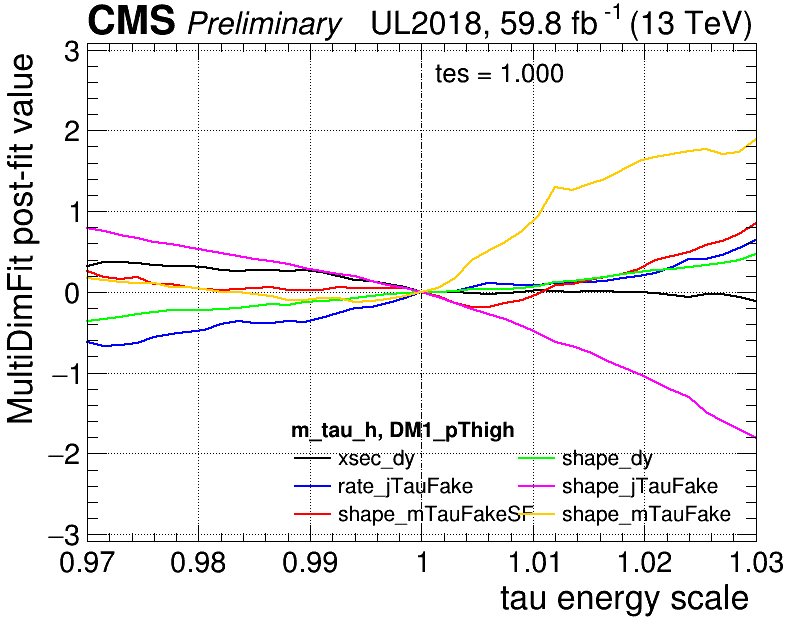 CMS Preliminary UL2018, 59.8 fb⁻¹ (13 TeV)
MultiDimFit post-fit value
3
2
1
0
−1
−2
−3
tes = 1.000
m_tau_h, DM1_pThigh
xsec_dy shape_dy
rate_jTauFake shape_jTauFake
shape_mTauFakeSF shape_mTauFake
0.97 0.98 0.99 1 1.01 1.02 1.03
tau energy scale